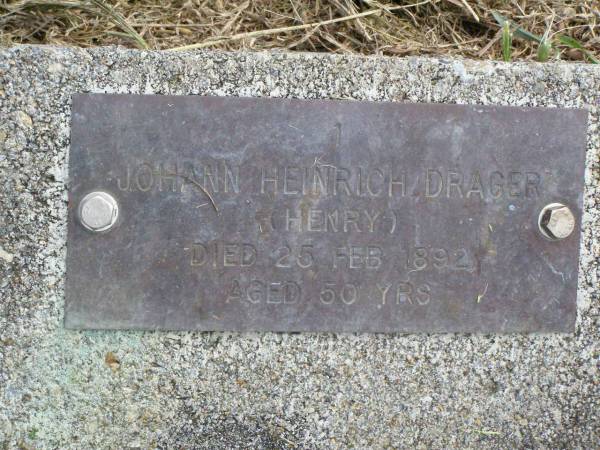 JOHANN HEINRICH DRAGER
(HENRY)
DIED 25 FEB 1892
AGED 50 YRS